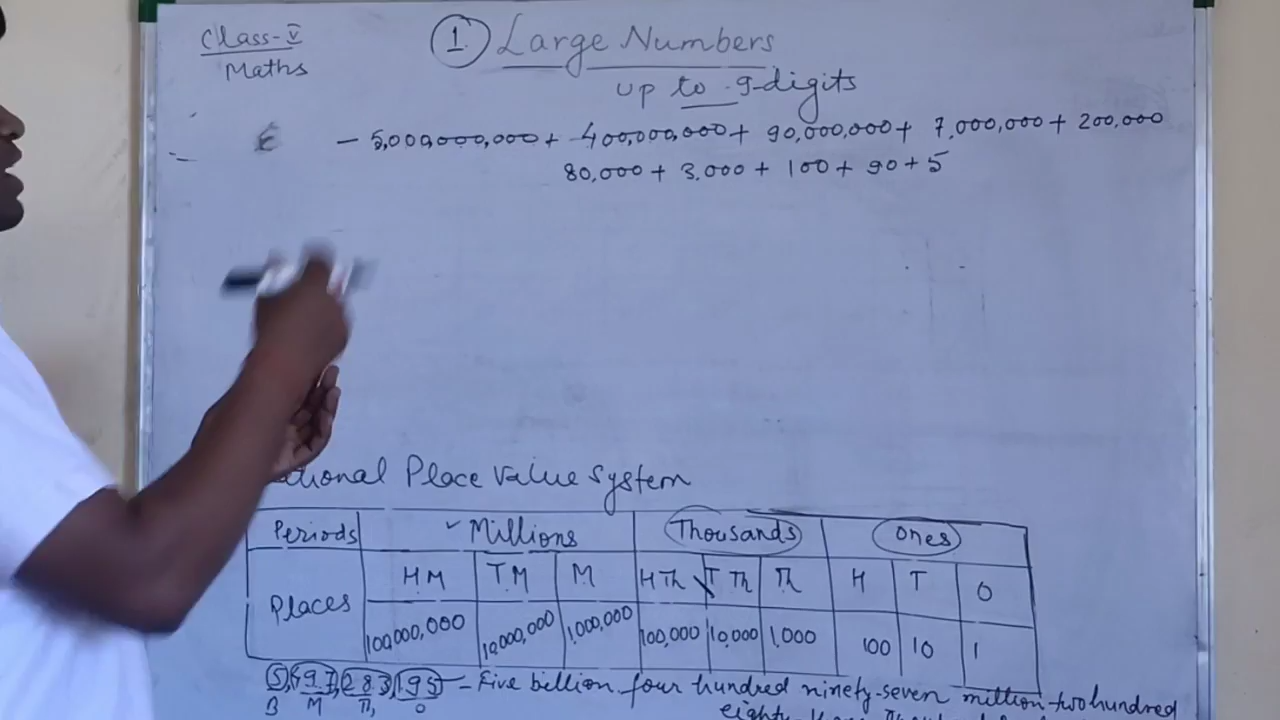 Class-V
Maths
① Large Numbers
up to 9-digits
E – 5,000,000,000 + 400,000,000 + 90,000,000 + 7,000,000 + 200,000
80,000 + 3,000 + 100 + 90 + 5
Place Value System
Periods Millions Thousands Ones
Places HM TM M H Th T Th Th H T O
100,000,000 10,000,000 1,000,000 100,000 10,000 1,000 100 10 1
5,497,283,195 – Five billion four hundred ninety-seven million two hundred
B M Th O
eighty